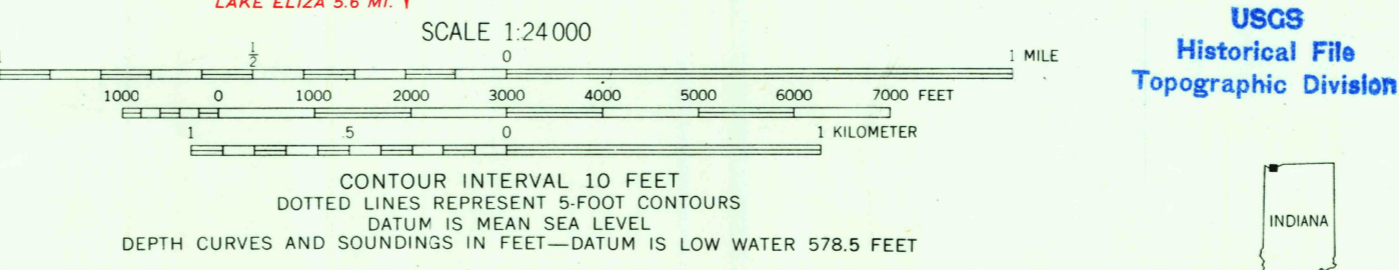 LAKE ELIZA 5.6 MI.
SCALE 1:24 000
1 ½ 0 1 MILE
1000 0 1000 2000 3000 4000 5000 6000 7000 FEET
1 .5 0 1 KILOMETER
CONTOUR INTERVAL 10 FEET
DOTTED LINES REPRESENT 5-FOOT CONTOURS
DATUM IS MEAN SEA LEVEL
DEPTH CURVES AND SOUNDINGS IN FEET—DATUM IS LOW WATER 578.5 FEET
USGS
Historical File
Topographic Division
INDIANA